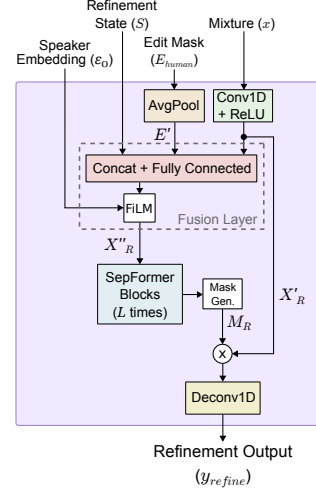 Refinement
State (S)
Mixture (x)
Speaker
Embedding (ε₀)
Edit Mask
(E_human)
AvgPool
Conv1D
+ ReLU
E'
Concat + Fully Connected
FiLM
Fusion Layer
X''_R
SepFormer
Blocks
(L times)
Mask
Gen.
X'_R
M_R
x
Deconv1D
Refinement Output
(y_refine)